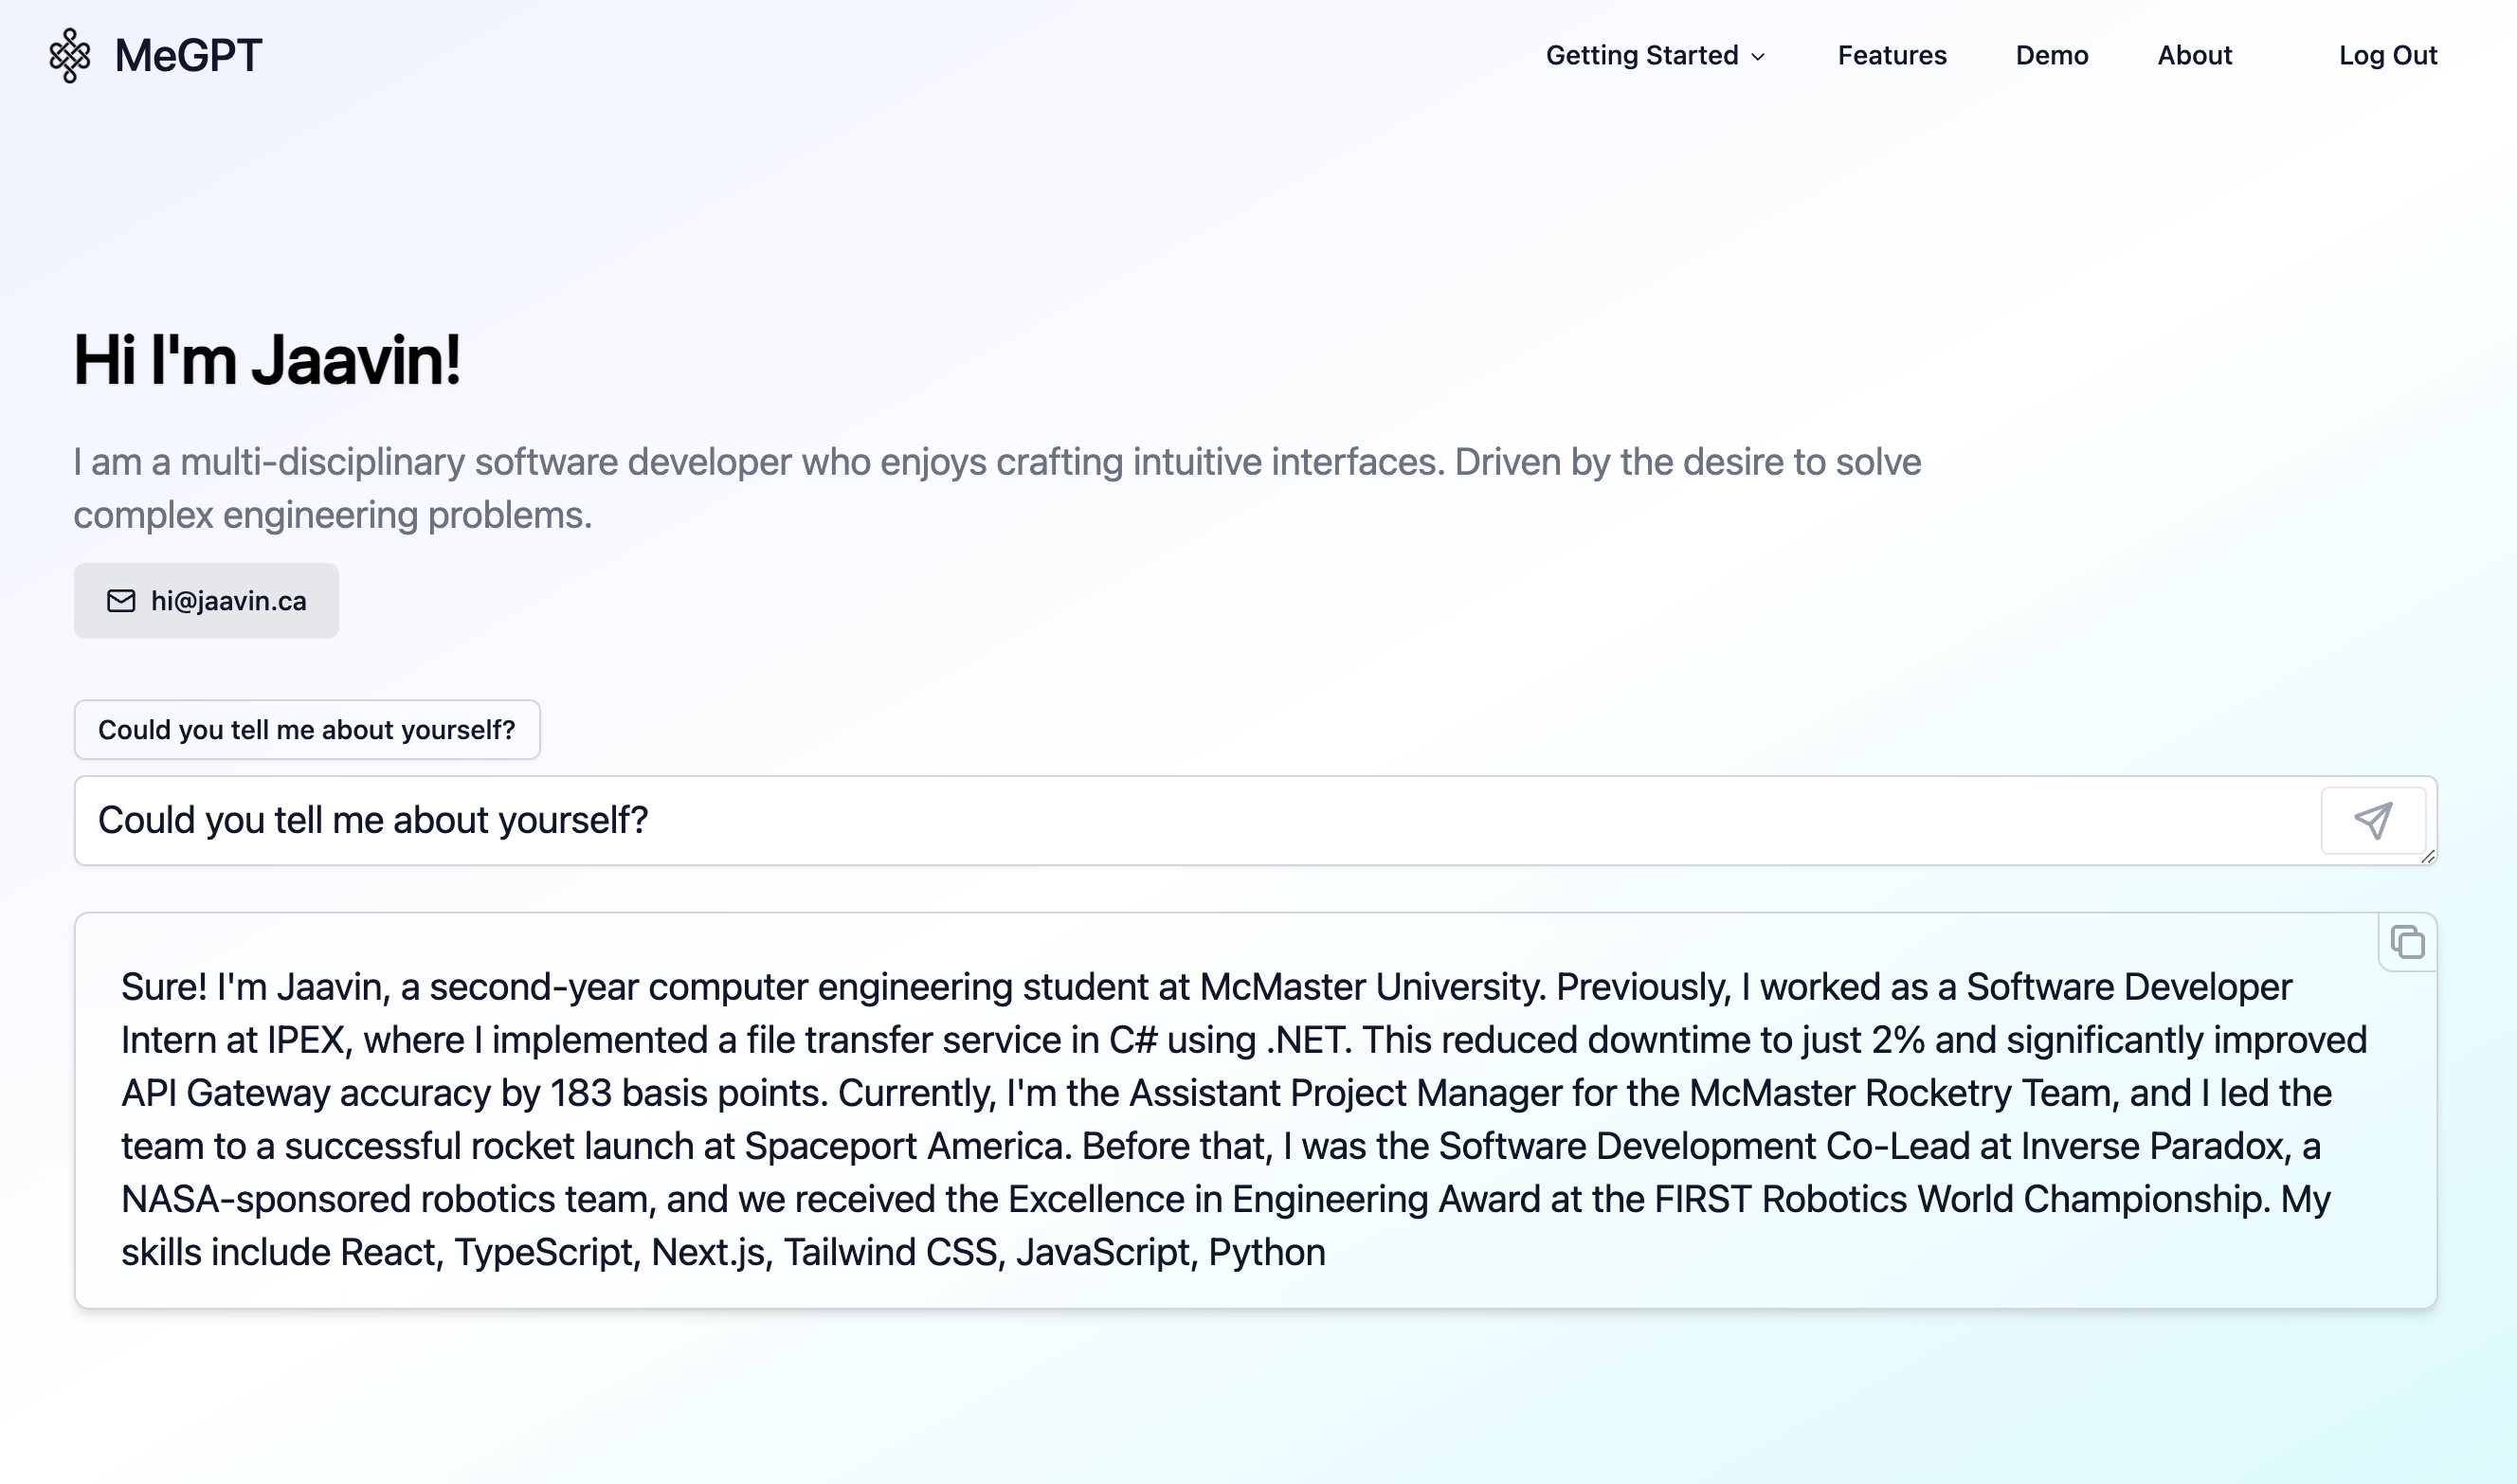 MeGPT
Getting Started
Features
Demo
About
Log Out
Hi I'm Jaavin!
I am a multi-disciplinary software developer who enjoys crafting intuitive interfaces. Driven by the desire to solve
complex engineering problems.
hi@jaavin.ca
Could you tell me about yourself?
Could you tell me about yourself?
Sure! I'm Jaavin, a second-year computer engineering student at McMaster University. Previously, I worked as a Software Developer
Intern at IPEX, where I implemented a file transfer service in C# using .NET. This reduced downtime to just 2% and significantly improved
API Gateway accuracy by 183 basis points. Currently, I'm the Assistant Project Manager for the McMaster Rocketry Team, and I led the
team to a successful rocket launch at Spaceport America. Before that, I was the Software Development Co-Lead at Inverse Paradox, a
NASA-sponsored robotics team, and we received the Excellence in Engineering Award at the FIRST Robotics World Championship. My
skills include React, TypeScript, Next.js, Tailwind CSS, JavaScript, Python